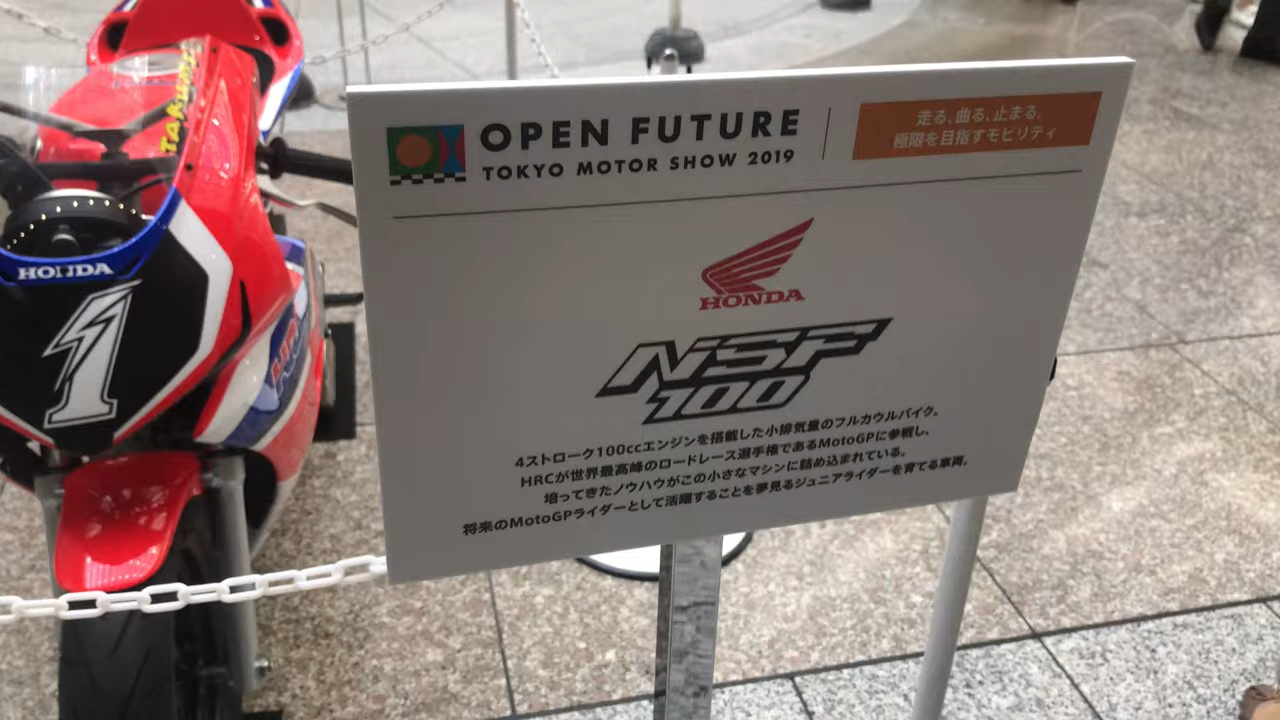 OPEN FUTURE
TOKYO MOTOR SHOW 2019
走る、曲る、止まる。
極限を目指すモビリティ
HONDA
NSF
100
4ストローク100ccエンジンを搭載した小排気量のフルカウルバイク。
HRCが世界最高峰のロードレース選手権であるMotoGPに参戦し、
培ってきたノウハウがこの小さなマシンに詰め込まれている。
将来のMotoGPライダーとして活躍することを夢見るジュニアライダーを育てる車両。
TAKUMI
HONDA
1
HRC